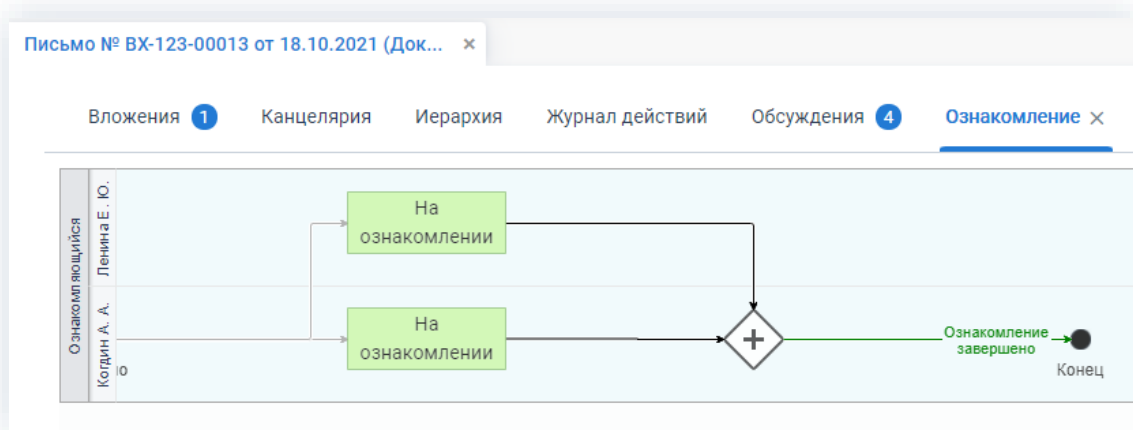 Письмо № ВХ-123-00013 от 18.10.2021 (Док... ×
Вложения 1 Канцелярия Иерархия Журнал действий Обсуждения 4 Ознакомление ×
Ознакомляющийся
Ленина Е. Ю.
На
ознакомлении
Когдин А. А.
На
ознакомлении
Ознакомление
завершено
Конец